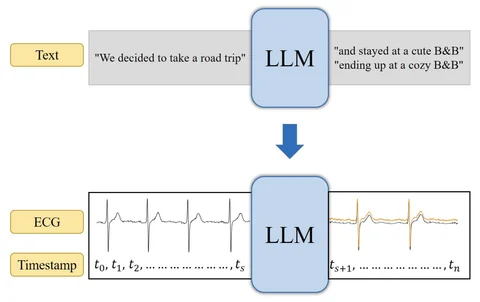 Text
"We decided to take a road trip"
LLM
"and stayed at a cute B&B"
"ending up at a cozy B&B"
ECG
LLM
Timestamp
t₀, t₁, t₂, … … … … … … …, tₛ
tₛ₊₁, … … … … … … …, tₙ